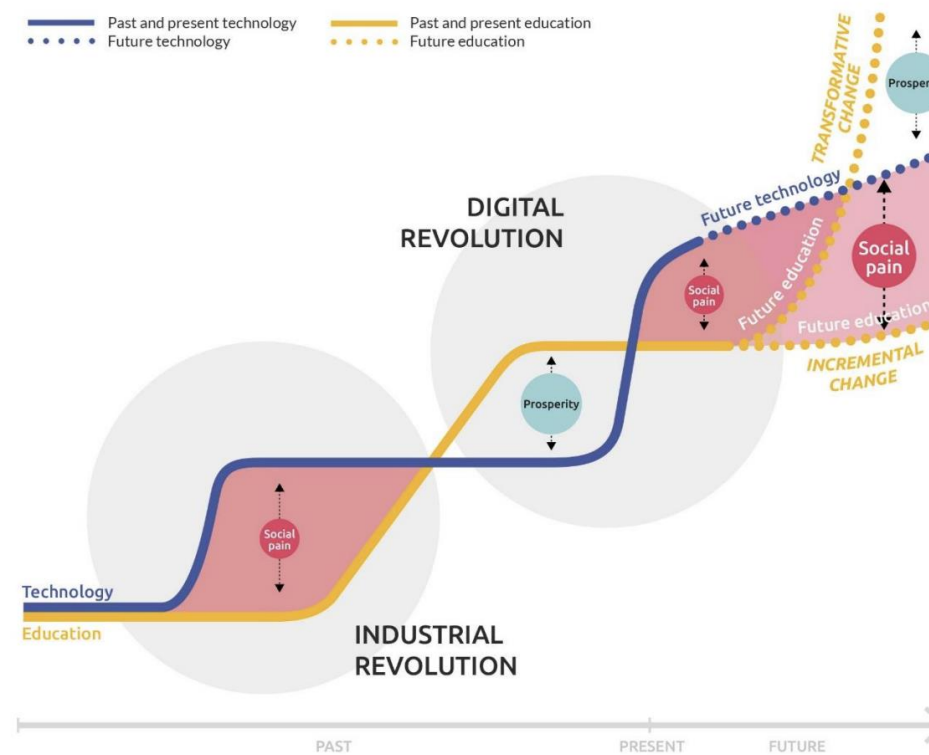 Past and present technology
Future technology
Past and present education
Future education
TRANSFORMATIVE
CHANGE
Prosper
DIGITAL
REVOLUTION
Future technology
Social
pain
Future education
Social
pain
Future education
INCREMENTAL
CHANGE
Prosperity
Social
pain
Technology
Education
INDUSTRIAL
REVOLUTION
PAST
PRESENT
FUTURE